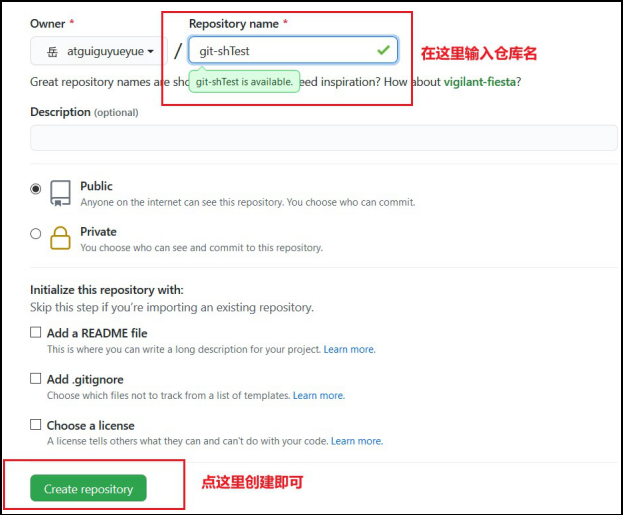 Owner * Repository name *
岳 atguiguyueyue / git-shTest 在这里输入仓库名
git-shTest is available.
Great repository names are sho eed inspiration? How about vigilant-fiesta?
Description (optional)
Public
Anyone on the internet can see this repository. You choose who can commit.
Private
You choose who can see and commit to this repository.
Initialize this repository with:
Skip this step if you're importing an existing repository.
Add a README file
This is where you can write a long description for your project. Learn more.
Add .gitignore
Choose which files not to track from a list of templates. Learn more.
Choose a license
A license tells others what they can and can't do with your code. Learn more.
Create repository 点这里创建即可